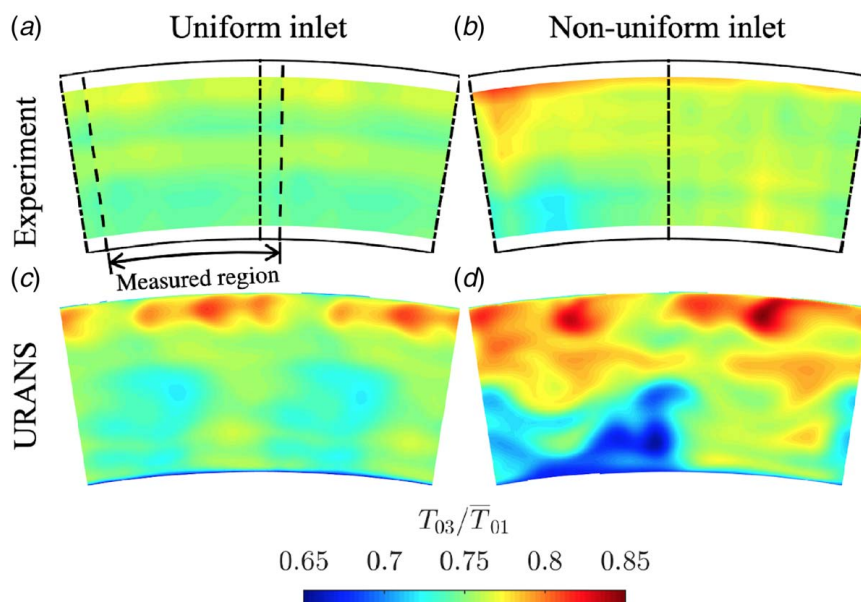 (a) Uniform inlet
(b) Non-uniform inlet
Experiment
Measured region
(c)
(d)
URANS
T₀₃/T̅₀₁
0.65 0.7 0.75 0.8 0.85